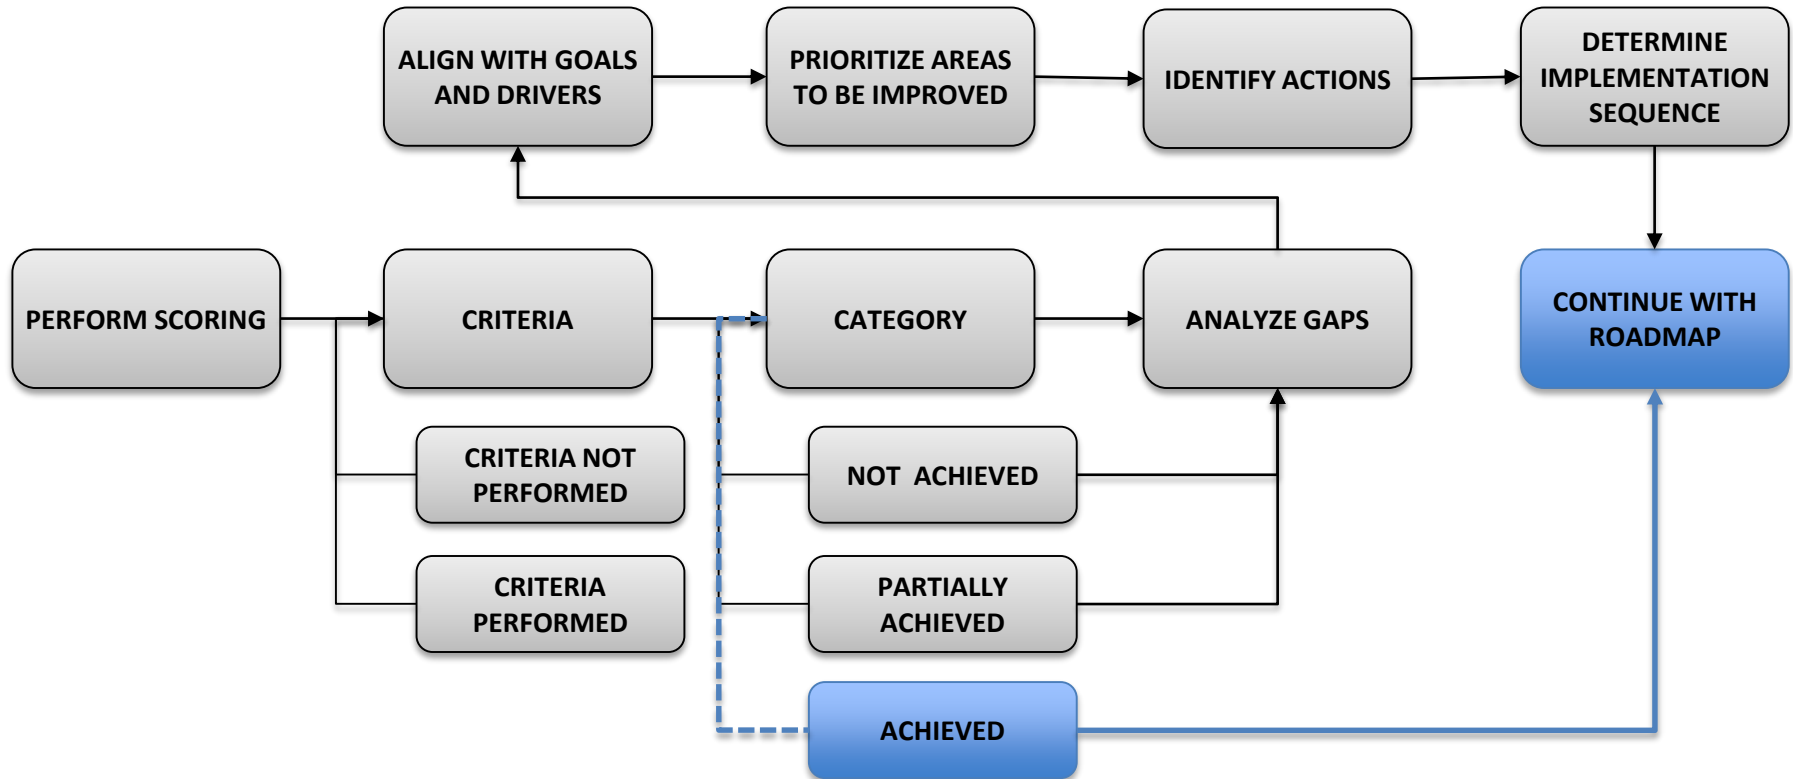 ALIGN WITH GOALS
AND DRIVERS
PRIORITIZE AREAS
TO BE IMPROVED
IDENTIFY ACTIONS
DETERMINE
IMPLEMENTATION
SEQUENCE
PERFORM SCORING
CRITERIA
CATEGORY
ANALYZE GAPS
CONTINUE WITH
ROADMAP
CRITERIA NOT
PERFORMED
NOT ACHIEVED
CRITERIA
PERFORMED
PARTIALLY
ACHIEVED
ACHIEVED